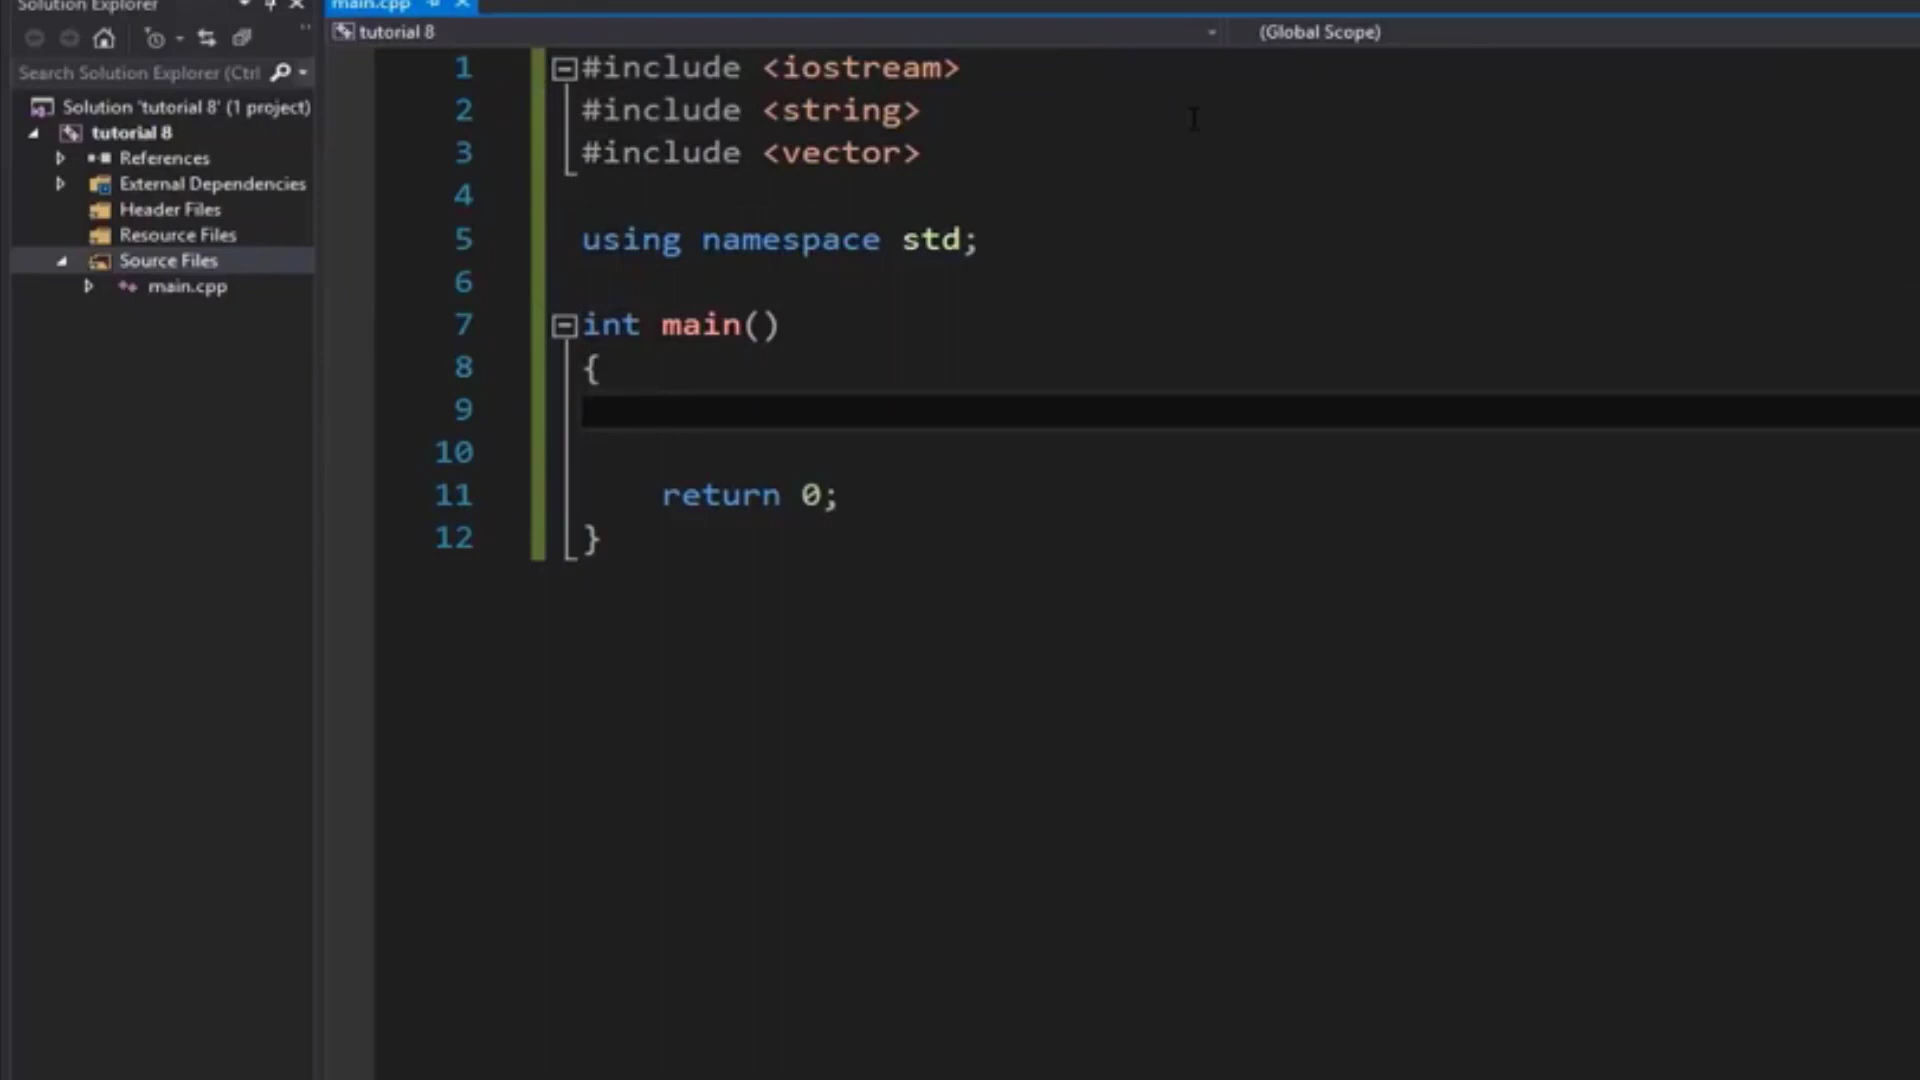 Solution Explorer
main.cpp
tutorial 8
(Global Scope)
Search Solution Explorer (Ctrl
Solution 'tutorial 8' (1 project)
tutorial 8
References
External Dependencies
Header Files
Resource Files
Source Files
main.cpp
1 #include <iostream>
2 #include <string>
3 #include <vector>
4
5 using namespace std;
6
7 int main()
8 {
9
10
11 return 0;
12 }